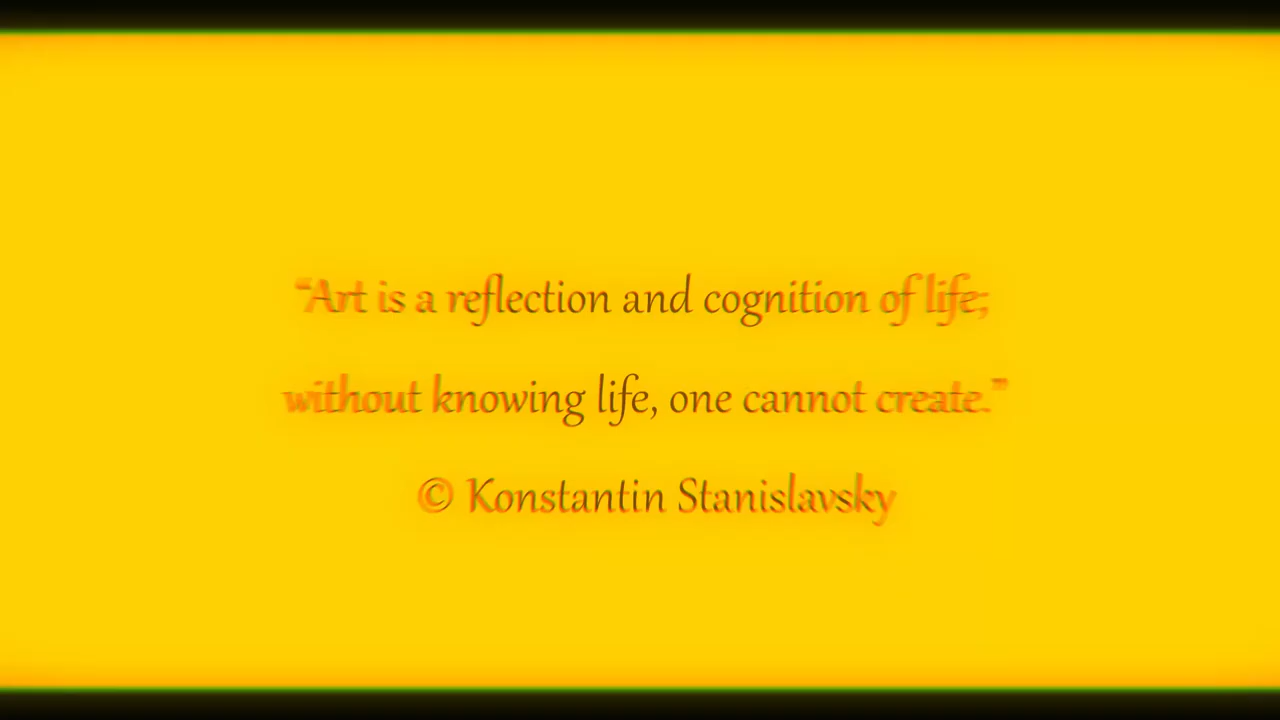 “Art is a reflection and cognition of life;
without knowing life, one cannot create.”
© Konstantin Stanislavsky